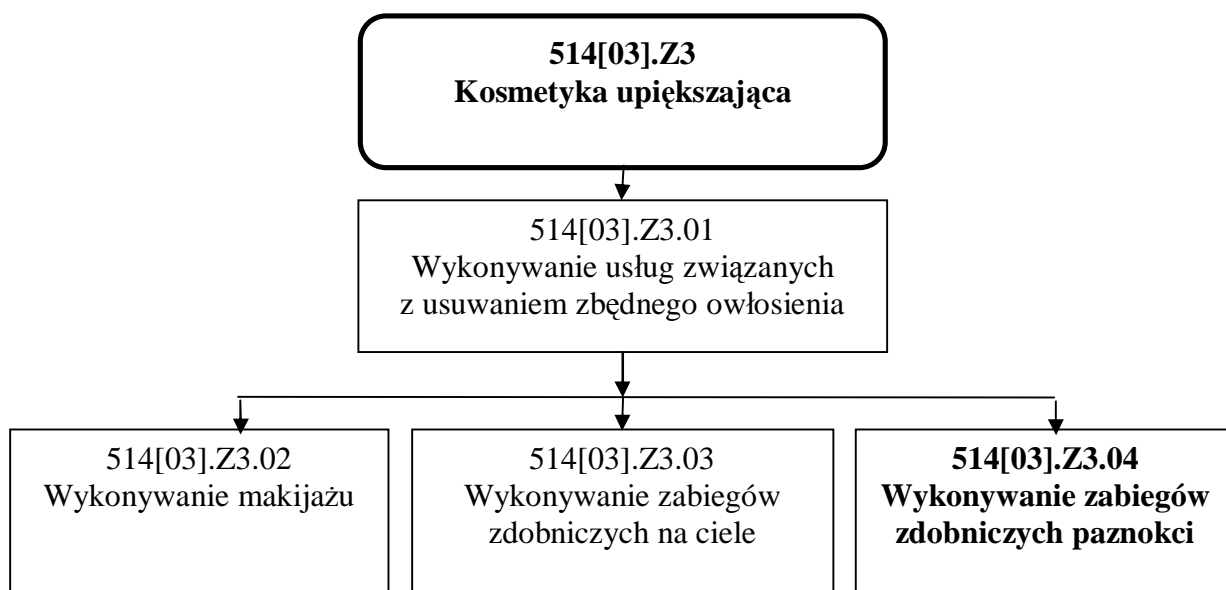 514[03].Z3
Kosmetyka upiększająca
514[03].Z3.01
Wykonywanie usług związanych
z usuwaniem zbędnego owłosienia
514[03].Z3.02
Wykonywanie makijażu
514[03].Z3.03
Wykonywanie zabiegów
zdobniczych na ciele
514[03].Z3.04
Wykonywanie zabiegów
zdobniczych paznokci